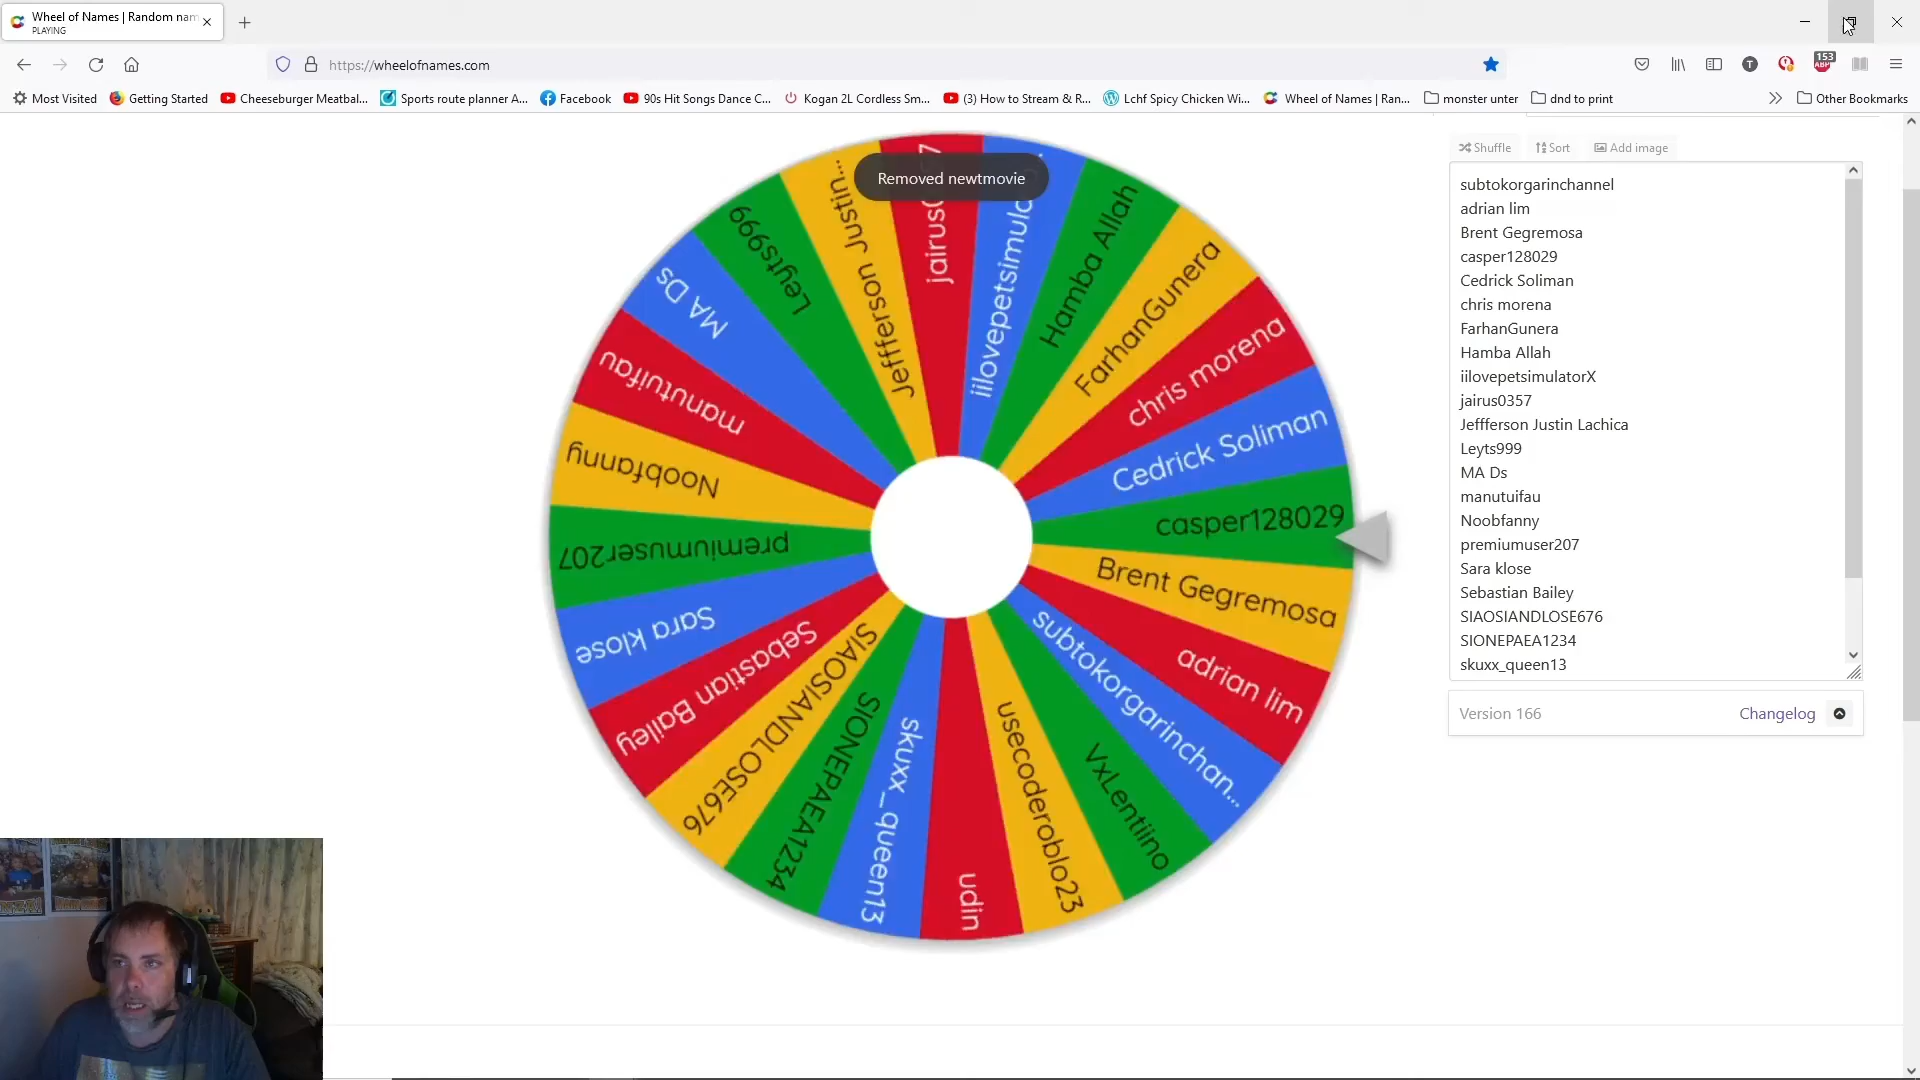 Wheel of Names | Random nam
PLAYING
https://wheelofnames.com
153
ABP
T
Most Visited
Getting Started
Cheeseburger Meatbal...
Sports route planner A...
Facebook
90s Hit Songs Dance C...
Kogan 2L Cordless Sm...
(3) How to Stream & R...
Lchf Spicy Chicken Wi...
Wheel of Names | Ran...
monster unter
dnd to print
Other Bookmarks
Shuffle
Sort
Add image
Removed newtmovie
subtokorgarinchannel
adrian lim
Brent Gegremosa
casper128029
Cedrick Soliman
chris morena
FarhanGunera
Hamba Allah
iilovepetsimulatorX
jairus0357
Jeffferson Justin Lachica
Leyts999
MA Ds
manutuifau
Noobfanny
premiumuser207
Sara klose
Sebastian Bailey
SIAOSIANDLOSE676
SIONEPAEA1234
skuxx_queen13
Version 166
Changelog
Hamba Allah
FarhanGunera
chris morena
Cedrick Soliman
casper128029
Brent Gegremosa
adrian lim
subtokorgarinchan...
VxLentiino
usecoderoblo23
udin
skuxx_queen13
SIONEPAEA1234
SIAOSIANDLOSE676
Sebastian Bailey
Sara klose
premiumuser207
Noobfanny
manutuifau
MA Ds
Leyts999
Jeffferson Justin...